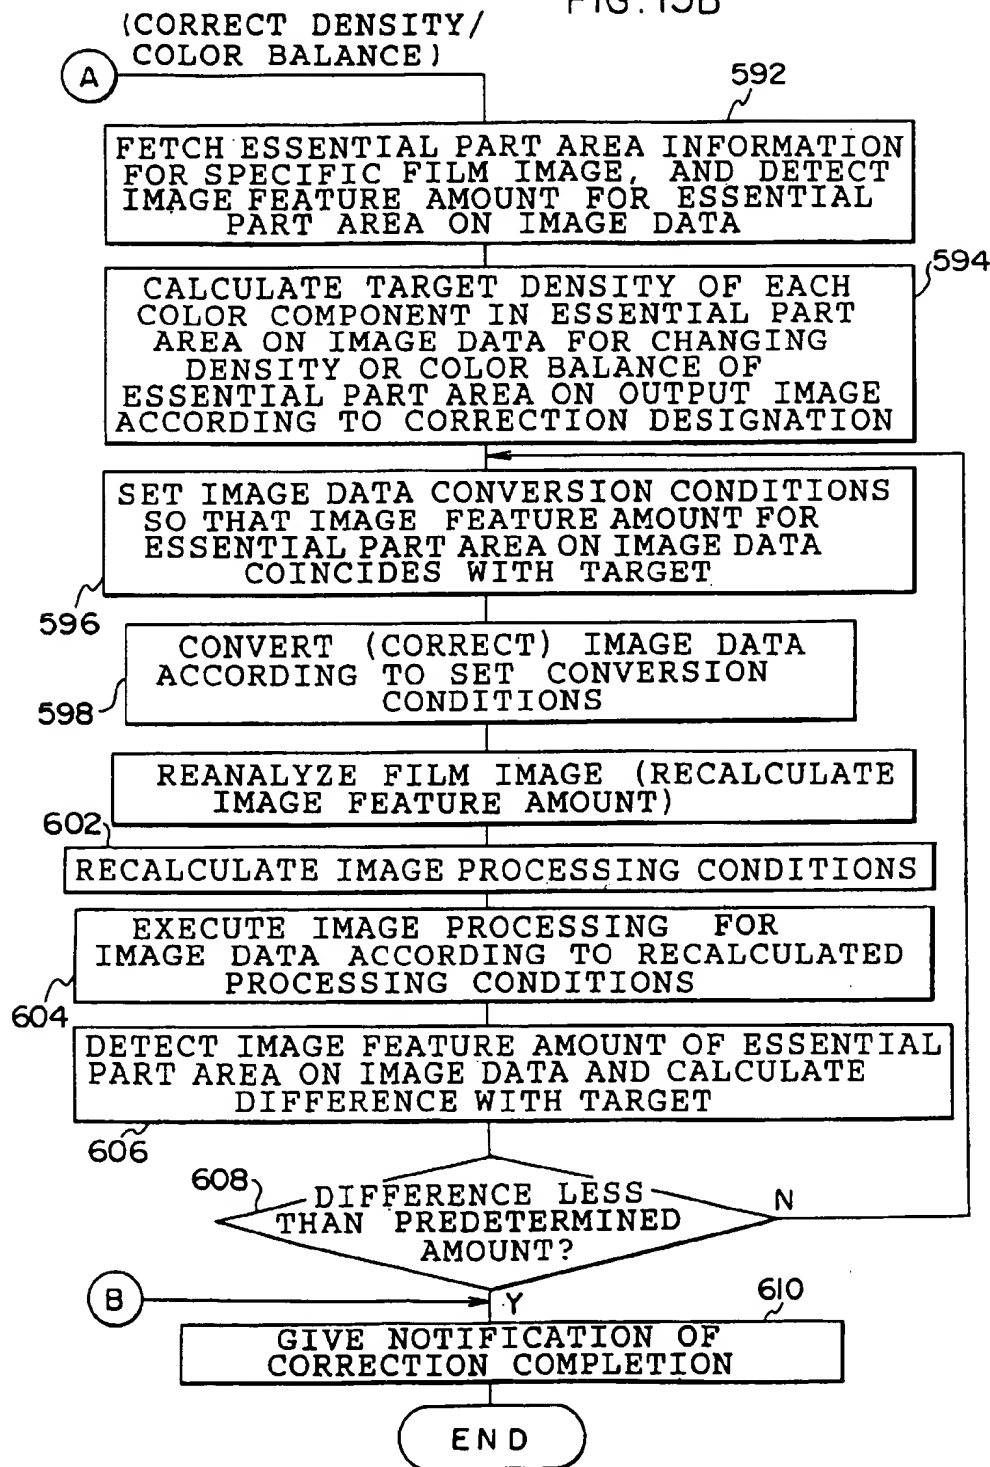 FIG. 15B
(CORRECT DENSITY/
COLOR BALANCE)
A
592
FETCH ESSENTIAL PART AREA INFORMATION
FOR SPECIFIC FILM IMAGE, AND DETECT
IMAGE FEATURE AMOUNT FOR ESSENTIAL
PART AREA ON IMAGE DATA
594
CALCULATE TARGET DENSITY OF EACH
COLOR COMPONENT IN ESSENTIAL PART
AREA ON IMAGE DATA FOR CHANGING
DENSITY OR COLOR BALANCE OF
ESSENTIAL PART AREA ON OUTPUT IMAGE
ACCORDING TO CORRECTION DESIGNATION
SET IMAGE DATA CONVERSION CONDITIONS
SO THAT IMAGE FEATURE AMOUNT FOR
ESSENTIAL PART AREA ON IMAGE DATA
COINCIDES WITH TARGET
596
CONVERT (CORRECT) IMAGE DATA
ACCORDING TO SET CONVERSION
CONDITIONS
598
REANALYZE FILM IMAGE (RECALCULATE
IMAGE FEATURE AMOUNT)
602
RECALCULATE IMAGE PROCESSING CONDITIONS
EXECUTE IMAGE PROCESSING FOR
IMAGE DATA ACCORDING TO RECALCULATED
PROCESSING CONDITIONS
604
DETECT IMAGE FEATURE AMOUNT OF ESSENTIAL
PART AREA ON IMAGE DATA AND CALCULATE
DIFFERENCE WITH TARGET
606
608
DIFFERENCE LESS
THAN PREDETERMINED
AMOUNT?
N
B
Y
610
GIVE NOTIFICATION OF
CORRECTION COMPLETION
END